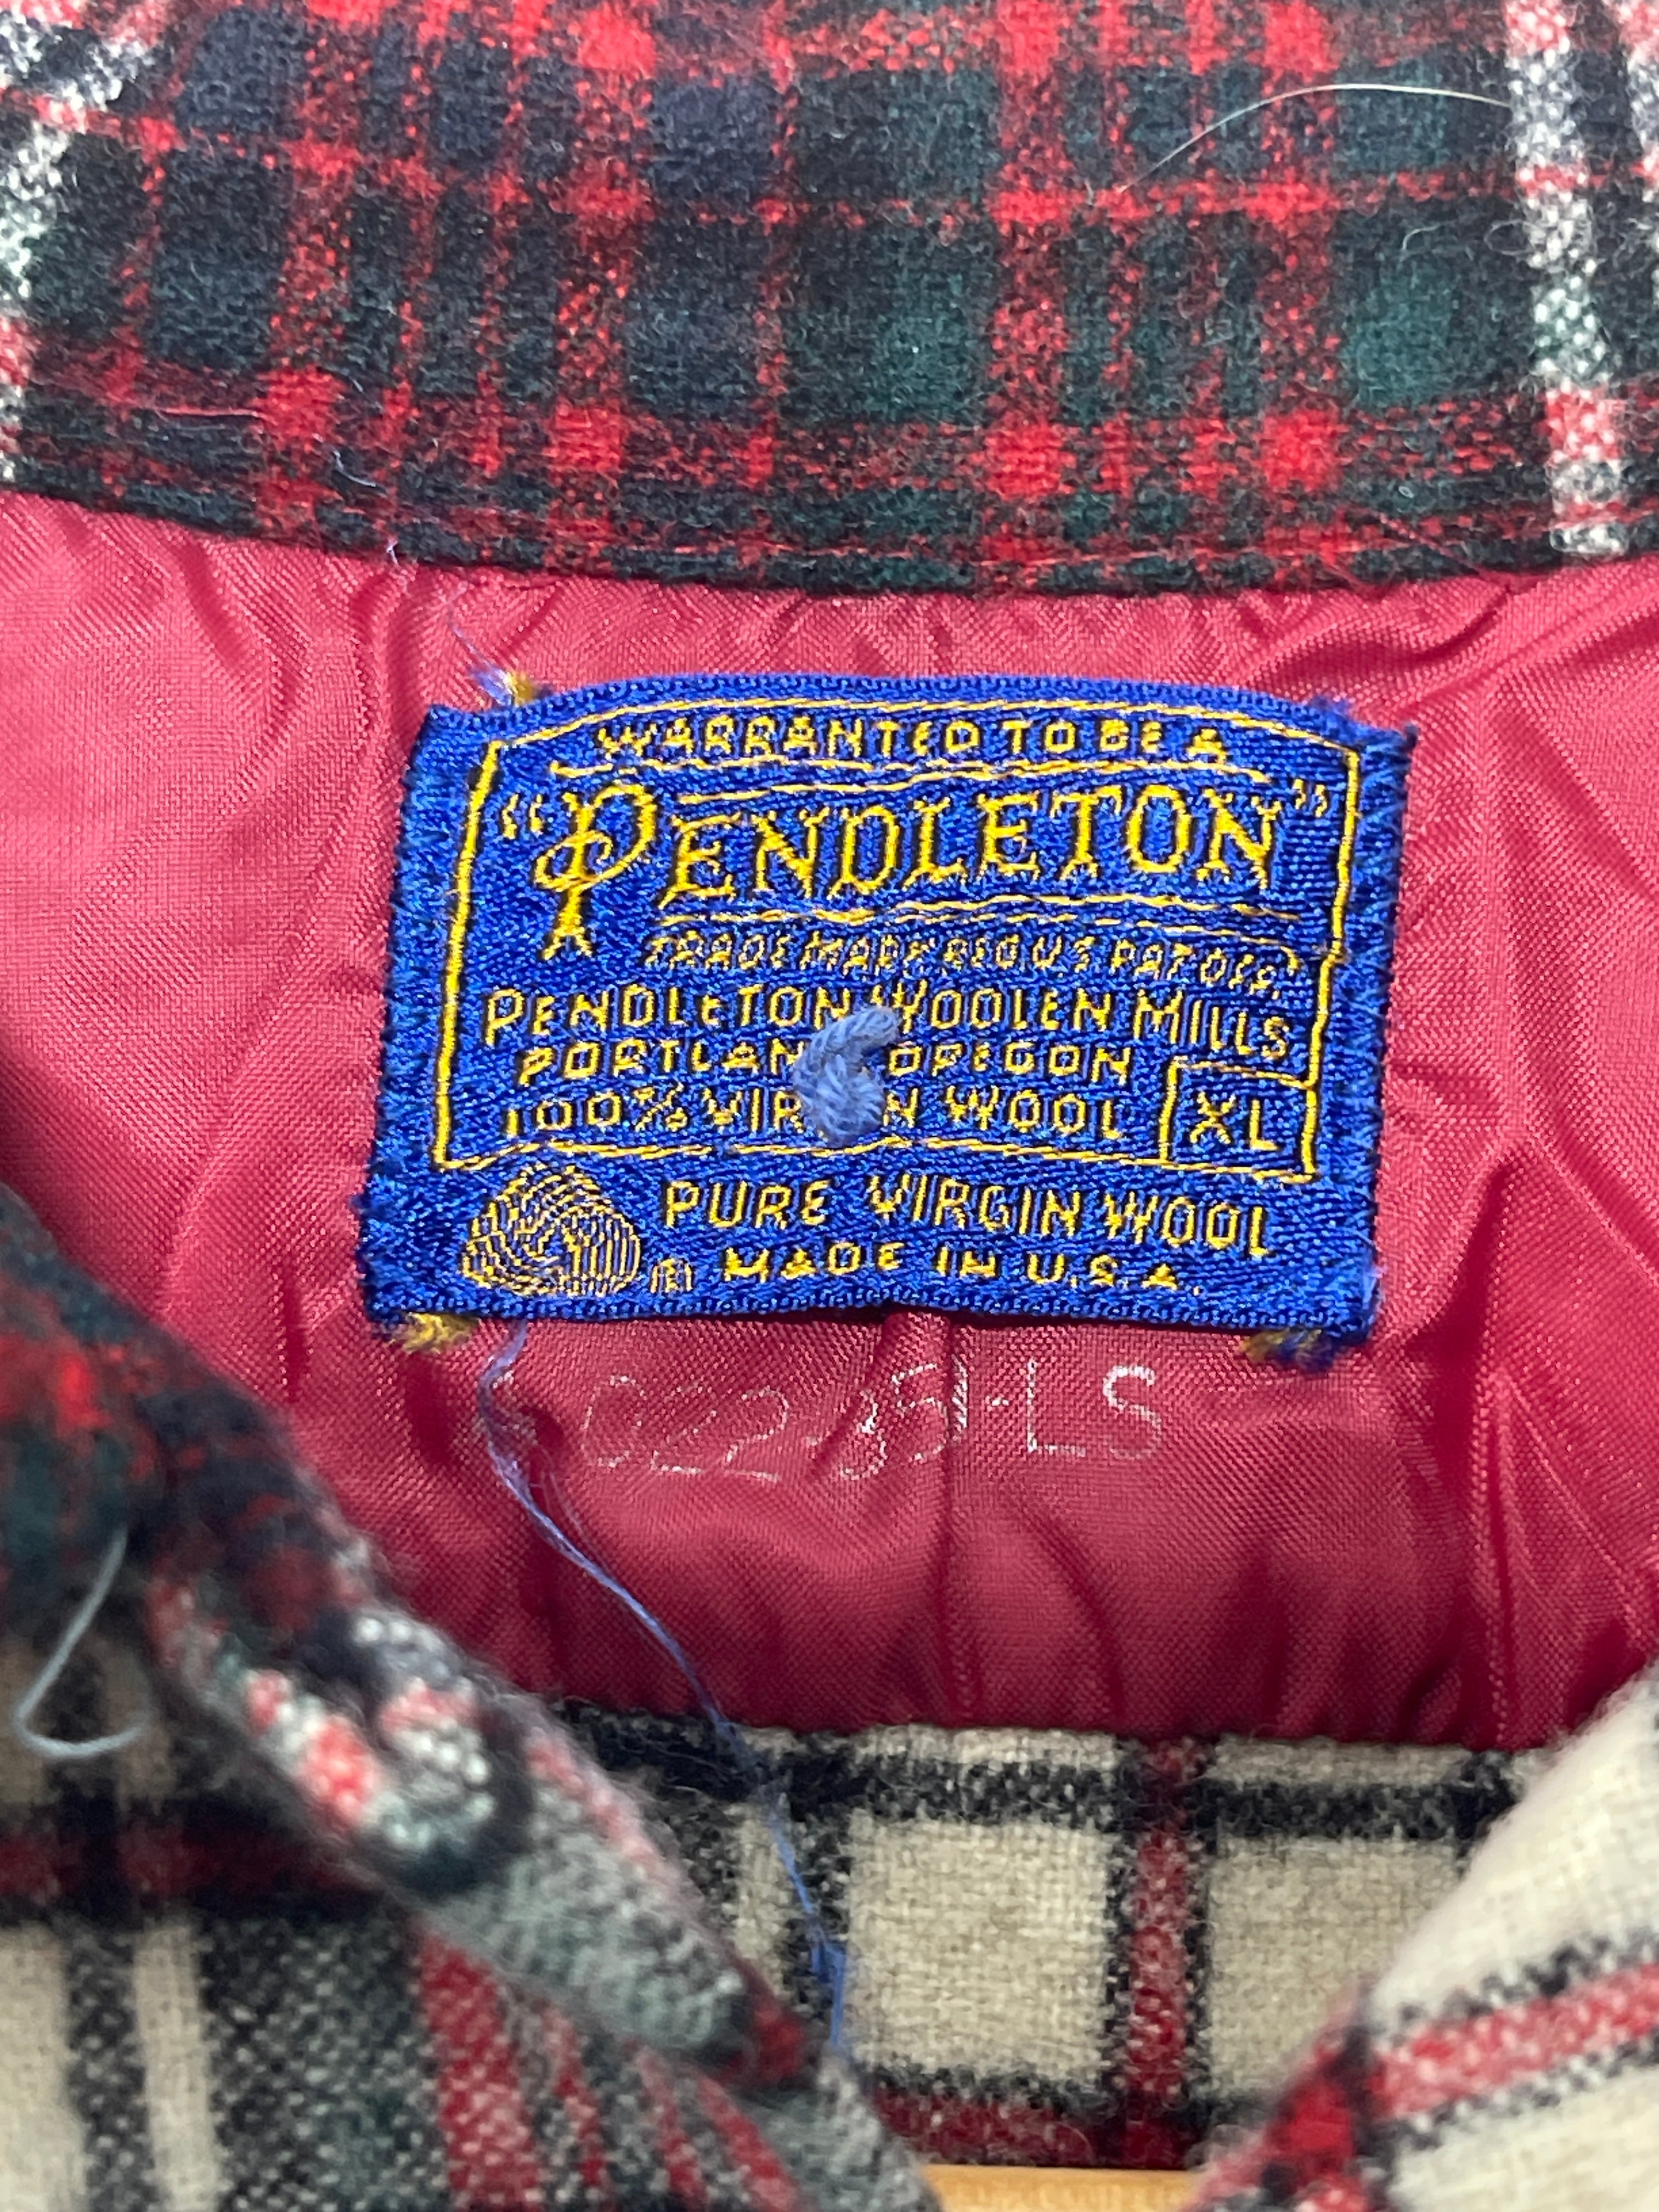 WARRANTED TO BE A
"PENDLETON"
TRADE MARK REG. U.S. PAT. OFF.
PENDLETON WOOLEN MILLS
PORTLAND OREGON
100% VIRGIN WOOL XL
PURE VIRGIN WOOL
MADE IN U.S.A.
-LS